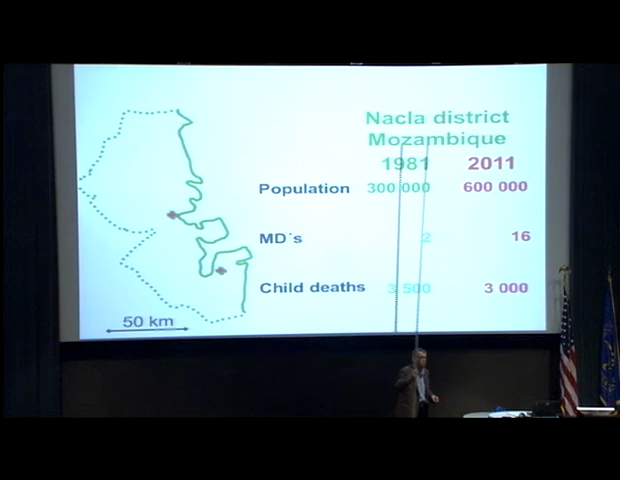 Nacla district
Mozambique
1981 2011
Population 300 000 600 000
MD´s 2 16
Child deaths 3 500 3 000
50 km